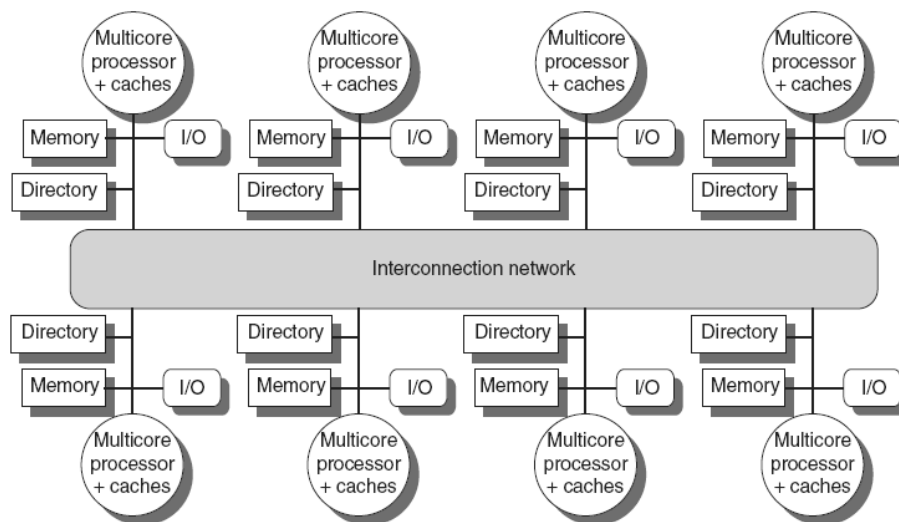 Multicore
processor
+ caches
Multicore
processor
+ caches
Multicore
processor
+ caches
Multicore
processor
+ caches
Memory
I/O
Memory
I/O
Memory
I/O
Memory
I/O
Directory
Directory
Directory
Directory
Interconnection network
Directory
Directory
Directory
Directory
Memory
I/O
Memory
I/O
Memory
I/O
Memory
I/O
Multicore
processor
+ caches
Multicore
processor
+ caches
Multicore
processor
+ caches
Multicore
processor
+ caches